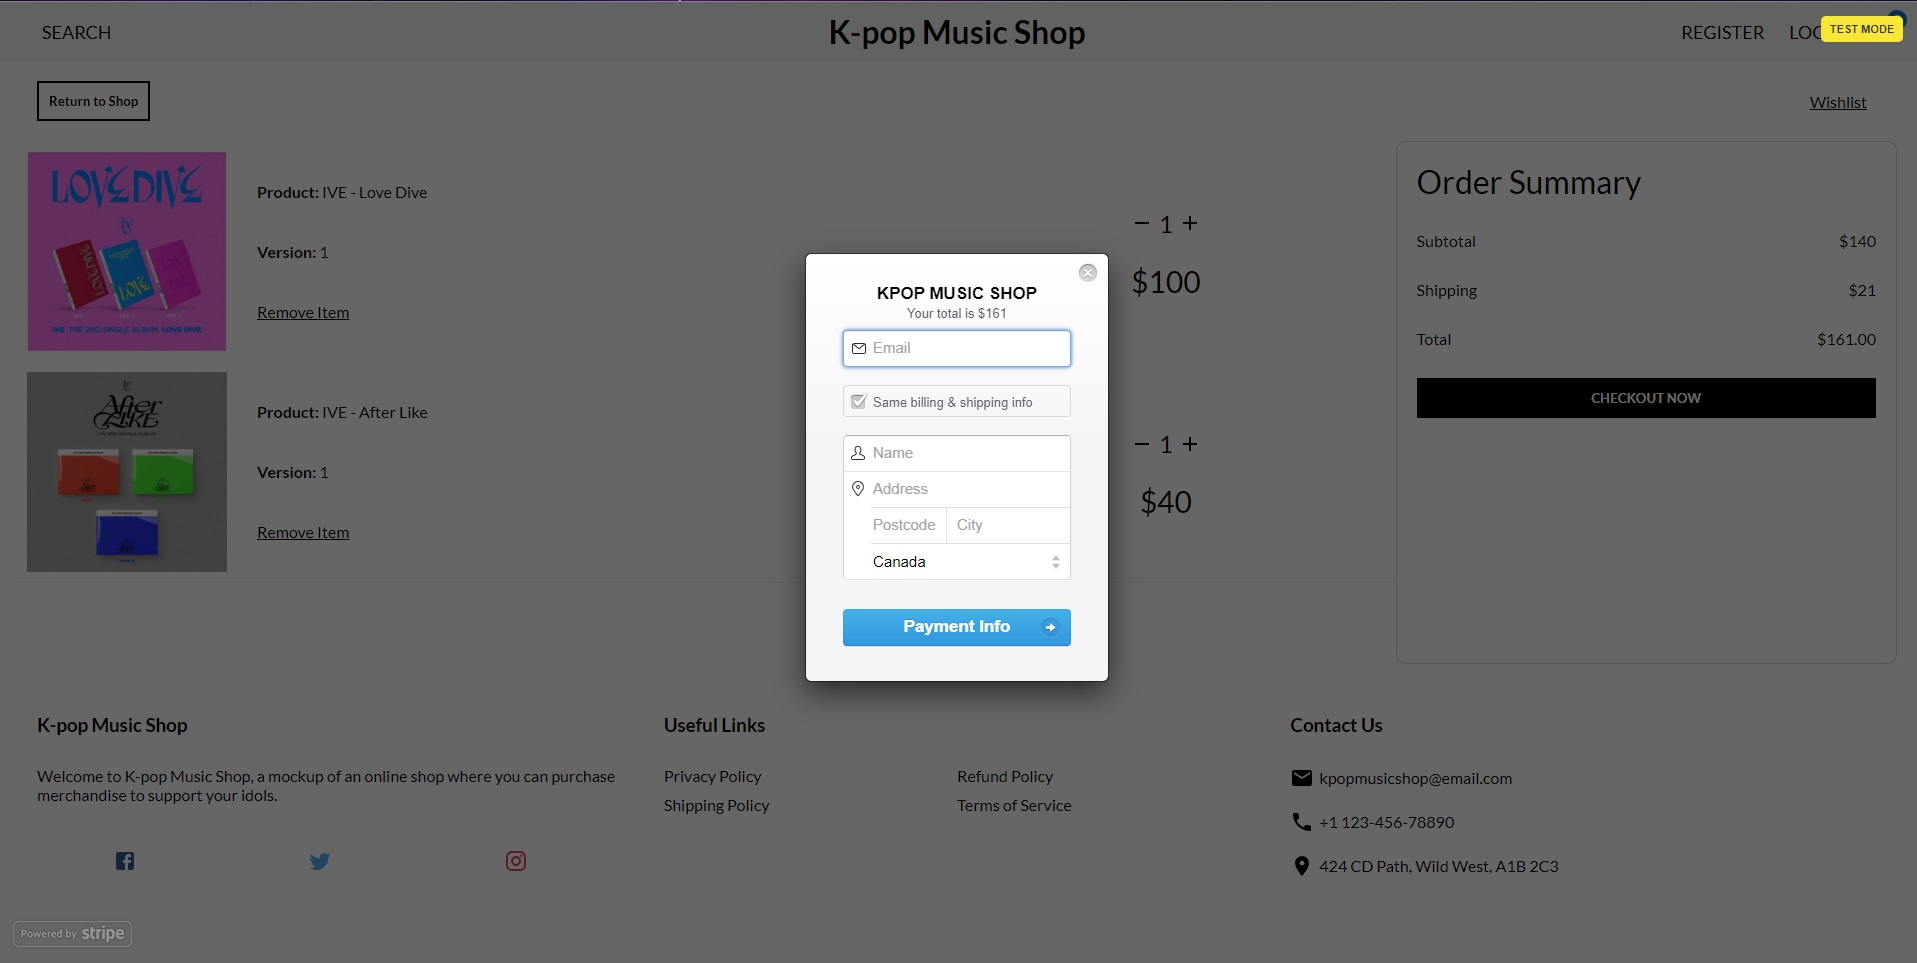 SEARCH
K-pop Music Shop
REGISTER
TEST MODE
Return to Shop
Wishlist
LOVE DIVE
IVE THE 2ND SINGLE ALBUM LOVE DIVE
Product: IVE - Love Dive
Version: 1
Remove Item
− 1 +
$100
After
LIKE
Product: IVE - After Like
Version: 1
Remove Item
− 1 +
$40
KPOP MUSIC SHOP
Your total is $161
Email
Same billing & shipping info
Name
Address
Postcode City
Canada
Payment Info
Order Summary
Subtotal $140
Shipping $21
Total $161.00
CHECKOUT NOW
K-pop Music Shop
Welcome to K-pop Music Shop, a mockup of an online shop where you can purchase
merchandise to support your idols.
Useful Links
Privacy Policy Refund Policy
Shipping Policy Terms of Service
Contact Us
kpopmusicshop@email.com
+1 123-456-78890
424 CD Path, Wild West, A1B 2C3
Powered by stripe